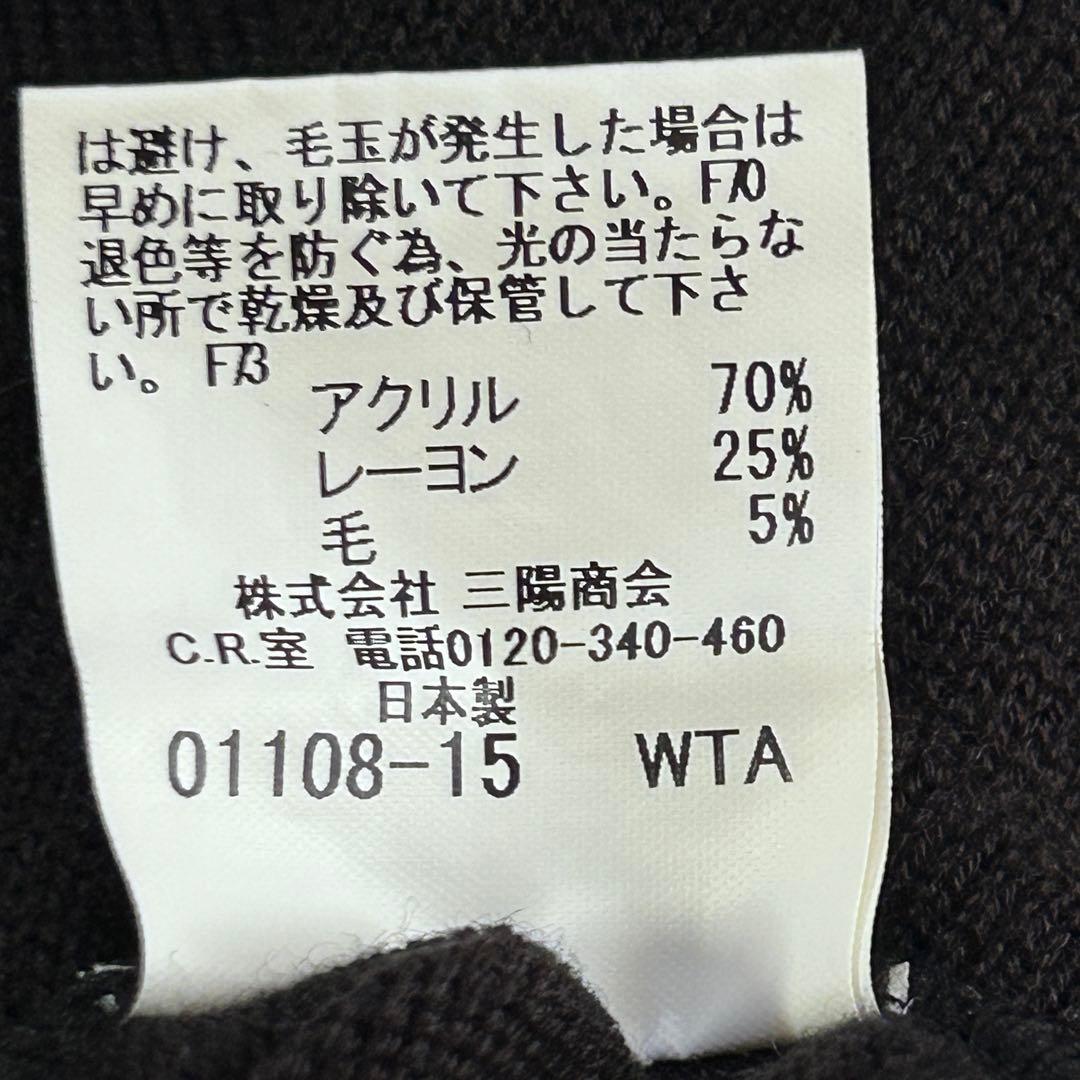 は避け、毛玉が発生した場合は
早めに取り除いて下さい。F70
退色等を防ぐ為、光の当たらな
い所で乾燥及び保管して下さ
い。 F73
アクリル 70%
レーヨン 25%
毛 5%
株式会社 三陽商会
C.R.室 電話0120-340-460
日本製
01108-15 WTA